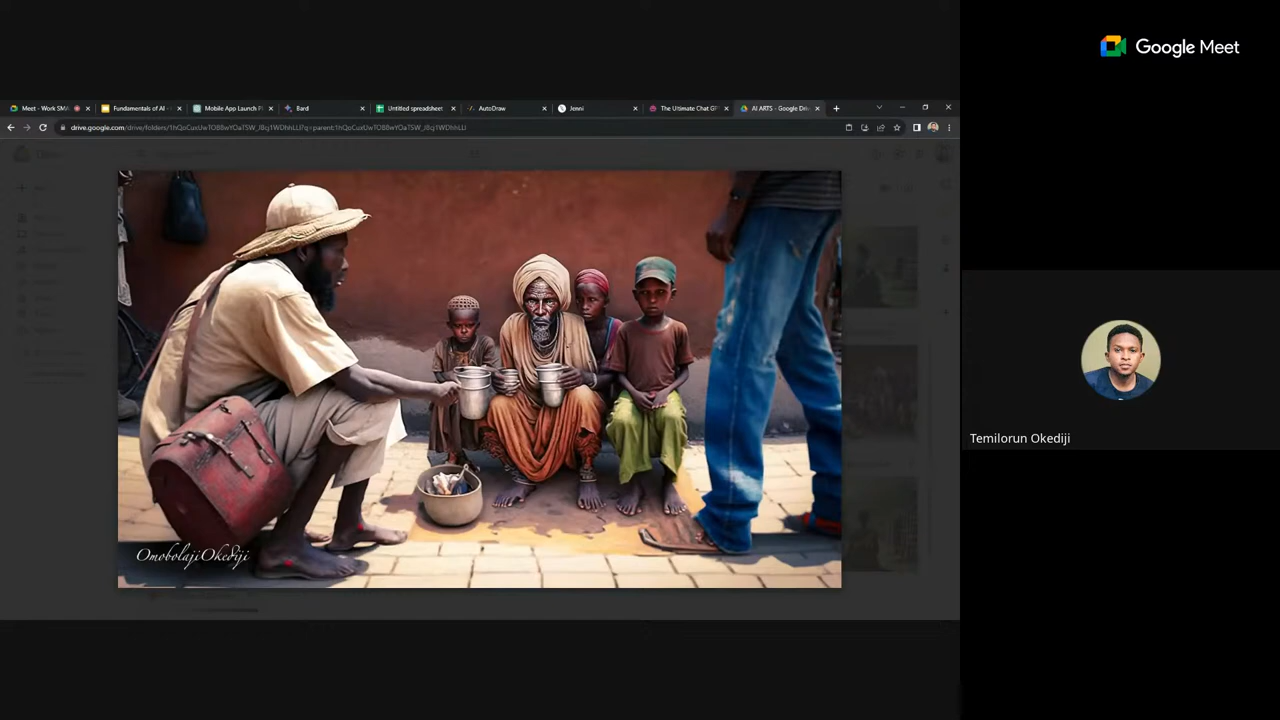 Google Meet
Meet - Work SMA
Fundamentals of AI -
Mobile App Launch Pl
Bard
Untitled spreadsheet
AutoDraw
Jenni
The Ultimate Chat GP
AI ARTS - Google Driv
OmobolajiOkediji
Temilorun Okediji